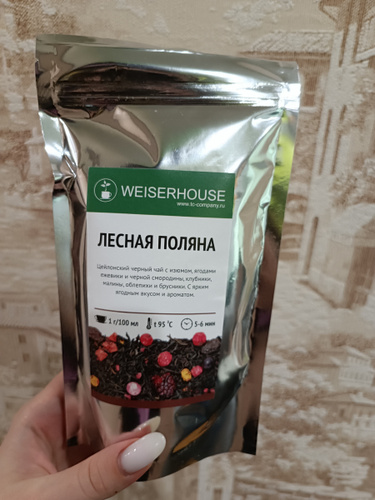 WEISERHOUSE
www.tc-company.ru
ЛЕСНАЯ ПОЛЯНА
Цейлонский черный чай с изюмом, ягодами
ежевики и черной смородины, клубники,
малины, облепихи и брусники. С ярким
ягодным вкусом и ароматом.
1 г/100 мл
t 95 °C
5-6 мин